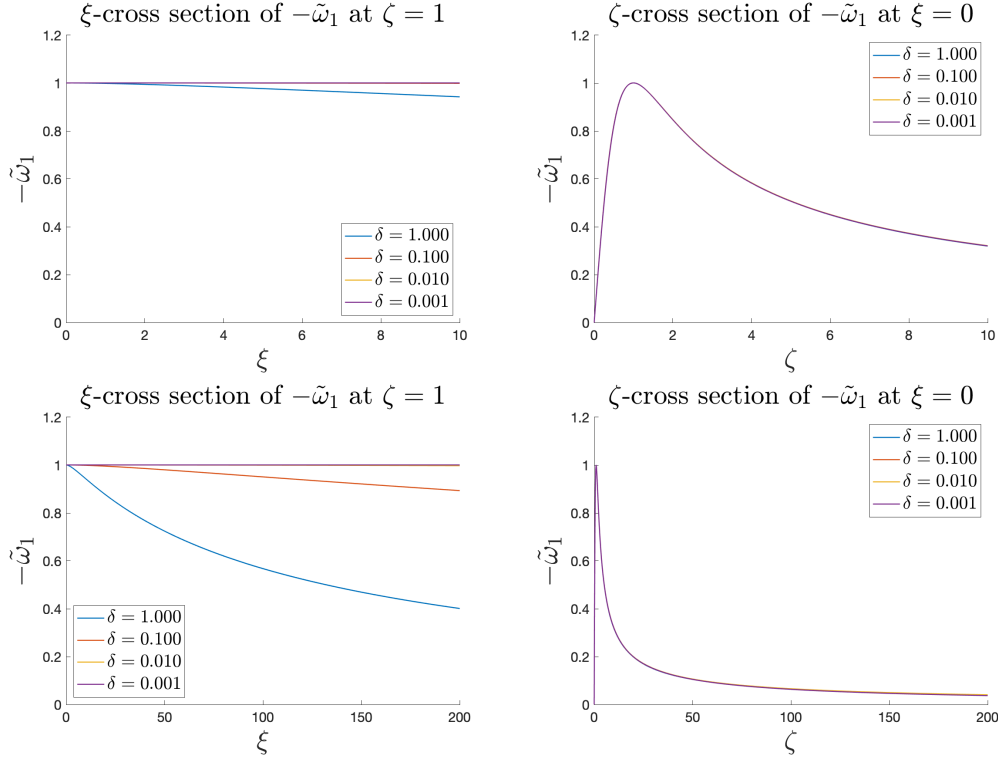 ξ-cross section of −ω̃₁ at ζ = 1
−ω̃₁
1.2
1
0.8
0.6
0.4
0.2
0
δ = 1.000
δ = 0.100
δ = 0.010
δ = 0.001
0 2 4 6 8 10
ξ
ζ-cross section of −ω̃₁ at ξ = 0
−ω̃₁
1.2
1
0.8
0.6
0.4
0.2
0
δ = 1.000
δ = 0.100
δ = 0.010
δ = 0.001
0 2 4 6 8 10
ζ
ξ-cross section of −ω̃₁ at ζ = 1
−ω̃₁
1.2
1
0.8
0.6
0.4
0.2
0
δ = 1.000
δ = 0.100
δ = 0.010
δ = 0.001
0 50 100 150 200
ξ
ζ-cross section of −ω̃₁ at ξ = 0
−ω̃₁
1.2
1
0.8
0.6
0.4
0.2
0
δ = 1.000
δ = 0.100
δ = 0.010
δ = 0.001
0 50 100 150 200
ζ